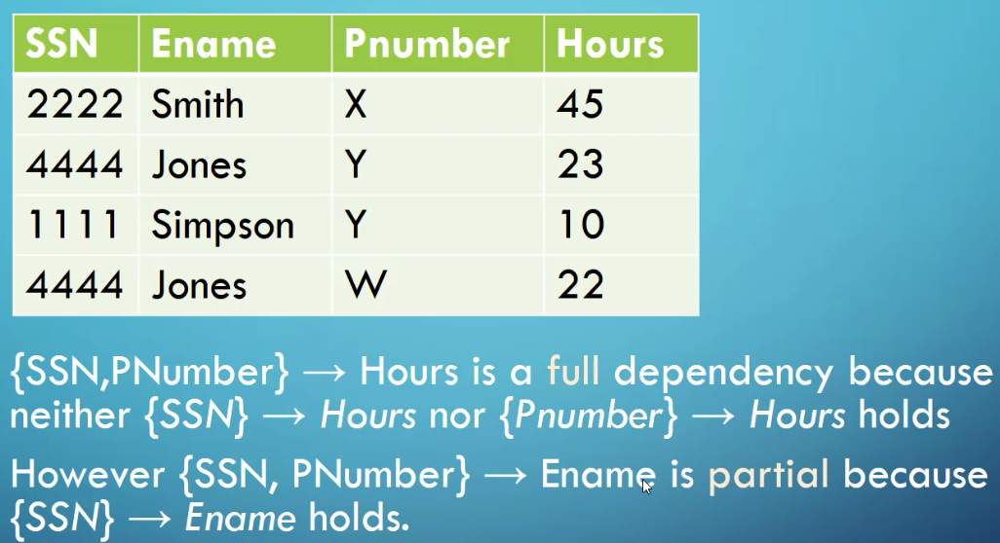 SSN Ename Pnumber Hours
2222 Smith X 45
4444 Jones Y 23
1111 Simpson Y 10
4444 Jones W 22
{SSN,PNumber} → Hours is a full dependency because
neither {SSN} → Hours nor {Pnumber} → Hours holds
However {SSN, PNumber} → Ename is partial because
{SSN} → Ename holds.